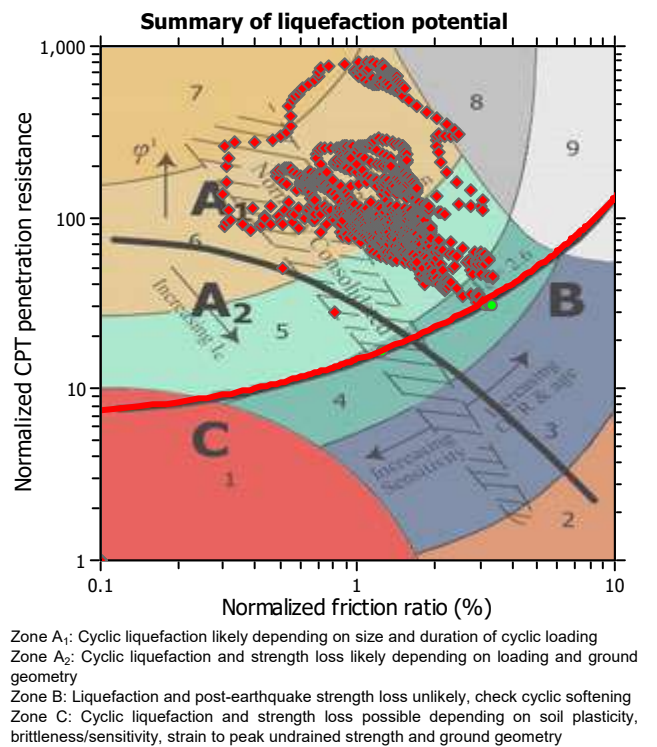 Summary of liquefaction potential
Normalized CPT penetration resistance
1,000
100
10
1
7
8
9
φ'
A1
6
Consolidated
2.6
A2
Increasing Ic
5
B
4
Increasing
OCR & age
C
Increasing
Sensitivity
3
1
2
0.1
1
10
Normalized friction ratio (%)
Zone A1: Cyclic liquefaction likely depending on size and duration of cyclic loading
Zone A2: Cyclic liquefaction and strength loss likely depending on loading and ground
geometry
Zone B: Liquefaction and post-earthquake strength loss unlikely, check cyclic softening
Zone C: Cyclic liquefaction and strength loss possible depending on soil plasticity,
brittleness/sensitivity, strain to peak undrained strength and ground geometry